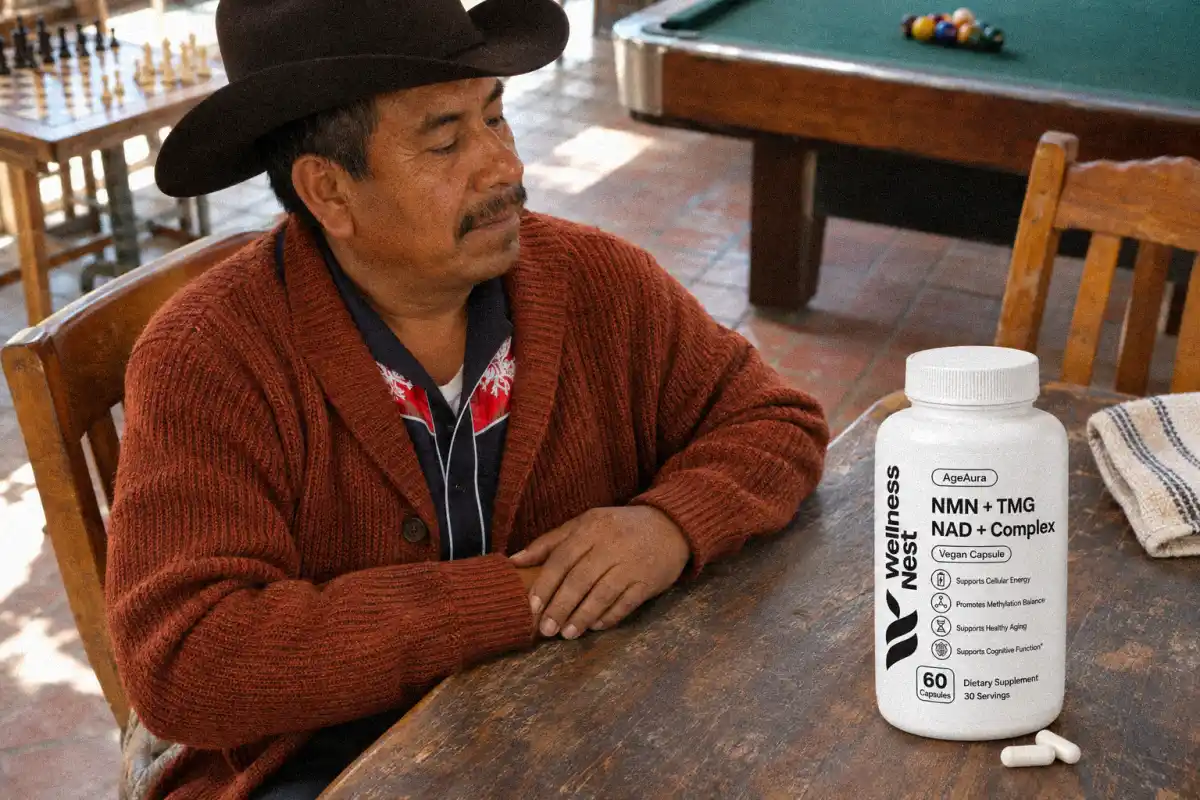 Wellness
Nest
AgeAura
NMN + TMG
NAD + Complex
Vegan Capsule
Supports Cellular Energy
Promotes Methylation Balance
Supports Healthy Aging
Supports Cognitive Function*
60
Capsules
Dietary Supplement
30 Servings